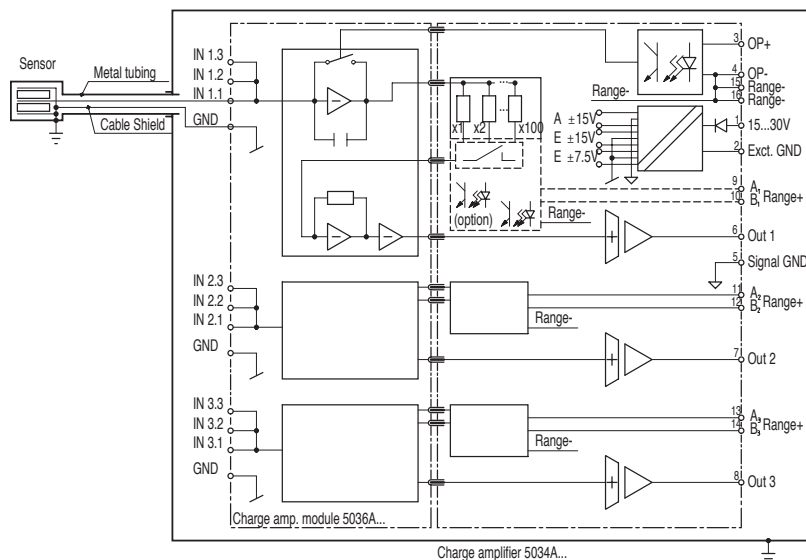 Sensor
Metal tubing
Cable Shield
IN 1.3
IN 1.2
IN 1.1
GND
x1 x2 x100
(option)
Range-
Range-
A ±15V
E ±15V
E ±7.5V
3 OP+
4 OP-
15 Range-
16 Range-
1 15...30V
2 Exct. GND
9 A₁
10 B₁ Range+
6 Out 1
5 Signal GND
IN 2.3
IN 2.2
IN 2.1
GND
Range-
11 A₂
12 B₂ Range+
7 Out 2
IN 3.3
IN 3.2
IN 3.1
GND
Range-
13 A₃
14 B₃ Range+
8 Out 3
Charge amp. module 5036A...
Charge amplifier 5034A...